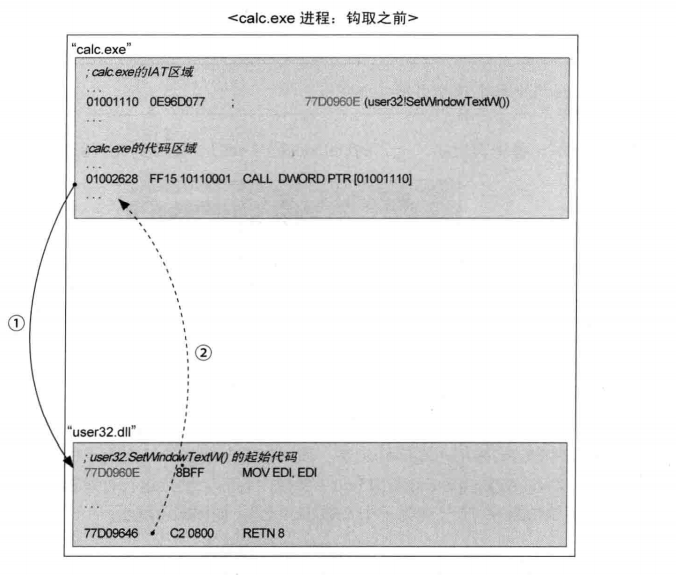 <calc.exe 进程：钩取之前>
“calc.exe”
; calc.exe的IAT区域
...
01001110 0E96D077 ; 77D0960E (user32!SetWindowTextW())
...
;calc.exe的代码区域
...
01002628 FF15 10110001 CALL DWORD PTR [01001110]
...
①
②
“user32.dll”
; user32.SetWindowTextW() 的起始代码
77D0960E 8BFF MOV EDI, EDI
...
77D09646 C2 0800 RETN 8